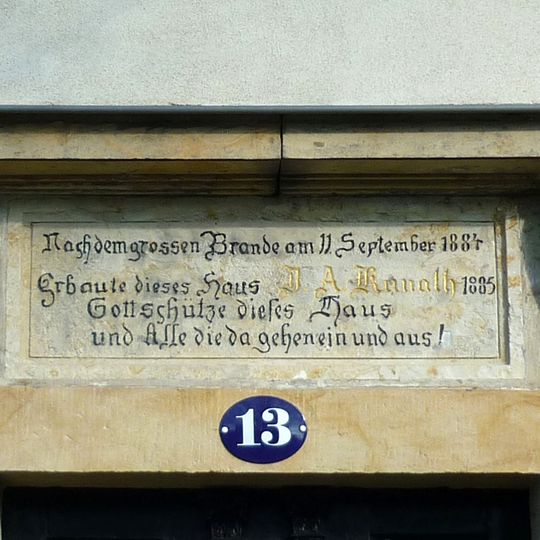 Nach dem grossen Brande am 11. September 1884
Erbaute dieses Haus J A Kanath 1885
Gott schütze dieses Haus
und Alle die da gehen ein und aus!
13